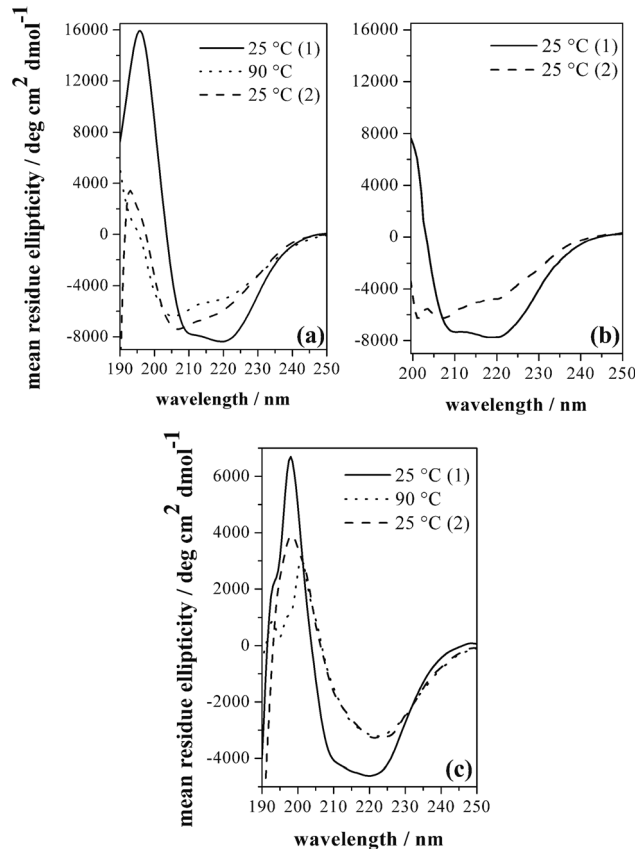 mean residue ellipticity / deg cm² dmol⁻¹
16000
12000
8000
4000
0
-4000
-8000
25 °C (1)
90 °C
25 °C (2)
(a)
190 200 210 220 230 240 250
wavelength / nm
16000
12000
8000
4000
0
-4000
-8000
25 °C (1)
25 °C (2)
(b)
200 210 220 230 240 250
wavelength / nm
mean residue ellipticity / deg cm² dmol⁻¹
6000
4000
2000
0
-2000
-4000
25 °C (1)
90 °C
25 °C (2)
(c)
190 200 210 220 230 240 250
wavelength / nm